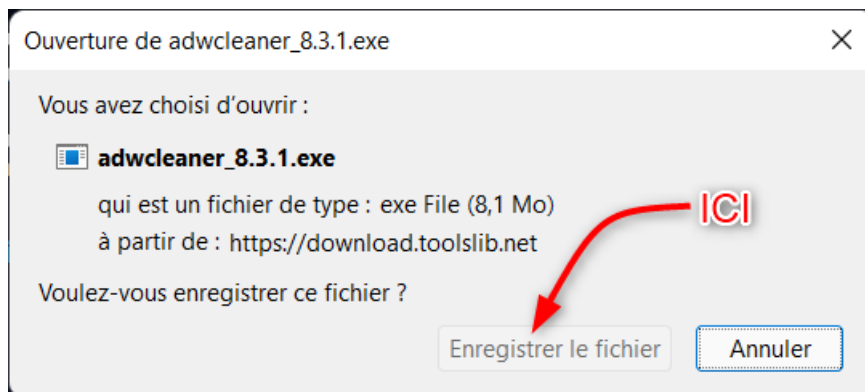 Ouverture de adwcleaner_8.3.1.exe
Vous avez choisi d’ouvrir :
adwcleaner_8.3.1.exe
qui est un fichier de type : exe File (8,1 Mo)
ICI
à partir de : https://download.toolslib.net
Voulez-vous enregistrer ce fichier ?
Enregistrer le fichier Annuler